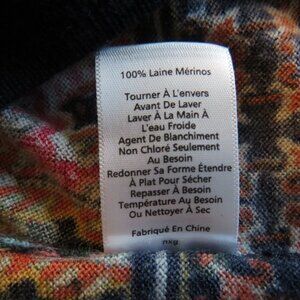 100% Laine Mérinos
Tourner À L'envers
Avant De Laver
Laver À La Main À
L'eau Froide
Agent De Blanchiment
Non Chloré Seulement
Au Besoin
Redonner Sa Forme Étendre
À Plat Pour Sécher
Repasser À Besoin
Température Au Besoin
Ou Nettoyer À Sec
Fabriqué En Chine
nxg